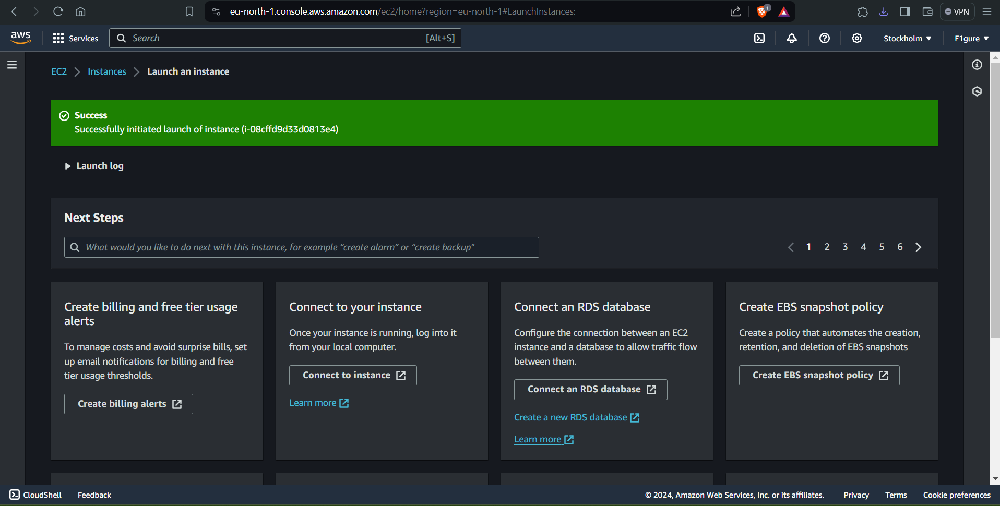 eu-north-1.console.aws.amazon.com/ec2/home?region=eu-north-1#LaunchInstances:
1
VPN
aws
Services
Search
[Alt+S]
Stockholm
F1gure
EC2
Instances
Launch an instance
Success
Successfully initiated launch of instance (i-08cffd9d33d0813e4)
Launch log
Next Steps
What would you like to do next with this instance, for example “create alarm” or “create backup"
1 2 3 4 5 6
Create billing and free tier usage
alerts
To manage costs and avoid surprise bills, set
up email notifications for billing and free
tier usage thresholds.
Create billing alerts
Connect to your instance
Once your instance is running, log into it
from your local computer.
Connect to instance
Learn more
Connect an RDS database
Configure the connection between an EC2
instance and a database to allow traffic flow
between them.
Connect an RDS database
Create a new RDS database
Learn more
Create EBS snapshot policy
Create a policy that automates the creation,
retention, and deletion of EBS snapshots
Create EBS snapshot policy
CloudShell
Feedback
© 2024, Amazon Web Services, Inc. or its affiliates.
Privacy
Terms
Cookie preferences